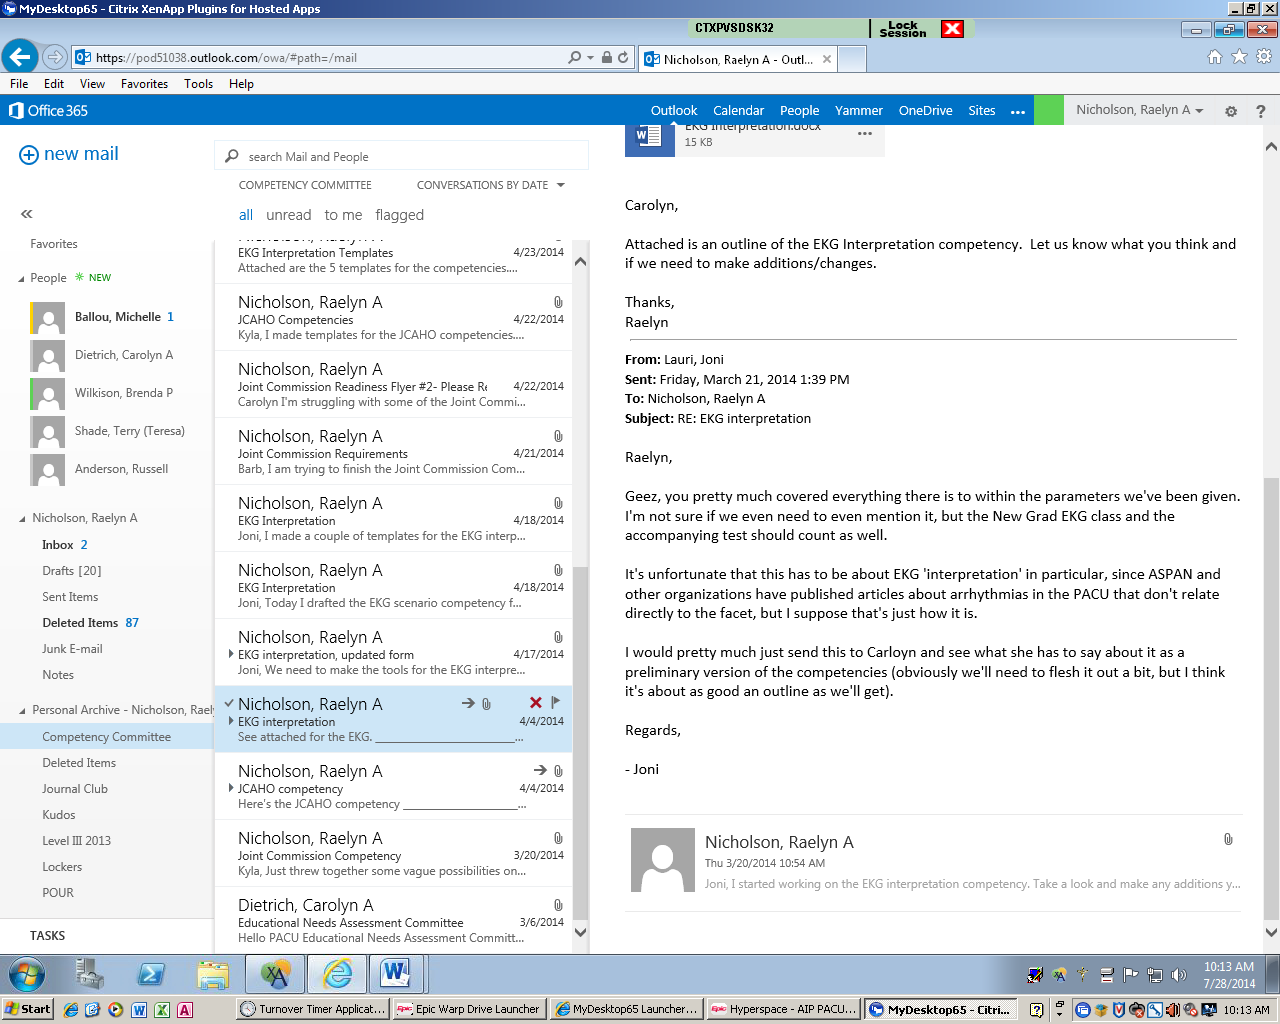 MyDesktop65 - Citrix XenApp Plugins for Hosted Apps
CTXPVSDSK32
Lock Session
https://pod51038.outlook.com/owa/#path=/mail
Nicholson, Raelyn A - Outl...
File Edit View Favorites Tools Help
Office 365
Outlook Calendar People Yammer OneDrive Sites ...
Nicholson, Raelyn A
?
new mail
search Mail and People
COMPETENCY COMMITTEE
CONVERSATIONS BY DATE
all unread to me flagged
Favorites
People NEW
Ballou, Michelle 1
Dietrich, Carolyn A
Wilkison, Brenda P
Shade, Terry (Teresa)
Anderson, Russell
Nicholson, Raelyn A
Inbox 2
Drafts [20]
Sent Items
Deleted Items 87
Junk E-mail
Notes
Personal Archive - Nicholson, Rael
Competency Committee
Deleted Items
Journal Club
Kudos
Level III 2013
Lockers
POUR
TASKS
EKG Interpretation Templates 4/23/2014
Attached are the 5 templates for the competencies....
Nicholson, Raelyn A
JCAHO Competencies 4/22/2014
Kyla, I made templates for the JCAHO competencies....
Nicholson, Raelyn A
Joint Commission Readiness Flyer #2- Please Re 4/22/2014
Carolyn I'm struggling with some of the Joint Commi...
Nicholson, Raelyn A
Joint Commission Requirements 4/21/2014
Barb, I am trying to finish the Joint Commission Com...
Nicholson, Raelyn A
EKG Interpretation 4/18/2014
Joni, I made a couple of templates for the EKG interp...
Nicholson, Raelyn A
EKG Interpretation 4/18/2014
Joni, Today I drafted the EKG scenario competency f...
Nicholson, Raelyn A
EKG interpretation, updated form 4/17/2014
Joni, We need to make the tools for the EKG interpre...
Nicholson, Raelyn A
EKG interpretation 4/4/2014
See attached for the EKG. ______________________...
Nicholson, Raelyn A
JCAHO competency 4/4/2014
Here's the JCAHO competency __________________...
Nicholson, Raelyn A
Joint Commission Competency 3/20/2014
Kyla, Just threw together some vague possibilities on...
Dietrich, Carolyn A
Educational Needs Assessment Committee 3/6/2014
Hello PACU Educational Needs Assessment Committ...
EKG Interpretation.docx
15 KB
...
Carolyn,
Attached is an outline of the EKG Interpretation competency. Let us know what you think and
if we need to make additions/changes.
Thanks,
Raelyn
From: Lauri, Joni
Sent: Friday, March 21, 2014 1:39 PM
To: Nicholson, Raelyn A
Subject: RE: EKG interpretation
Raelyn,
Geez, you pretty much covered everything there is to within the parameters we've been given.
I'm not sure if we even need to even mention it, but the New Grad EKG class and the
accompanying test should count as well.
It's unfortunate that this has to be about EKG 'interpretation' in particular, since ASPAN and
other organizations have published articles about arrhythmias in the PACU that don't relate
directly to the facet, but I suppose that's just how it is.
I would pretty much just send this to Carloyn and see what she has to say about it as a
preliminary version of the competencies (obviously we'll need to flesh it out a bit, but I think
it's about as good an outline as we'll get).
Regards,
- Joni
Nicholson, Raelyn A
Thu 3/20/2014 10:54 AM
Joni, I started working on the EKG interpretation competency. Take a look and make any additions y...
10:13 AM
7/28/2014
Start
Turnover Timer Applicat...
Epic Warp Drive Launcher
MyDesktop65 Launcher...
Hyperspace - AIP PACU...
MyDesktop65 - Citri...
10:13 AM